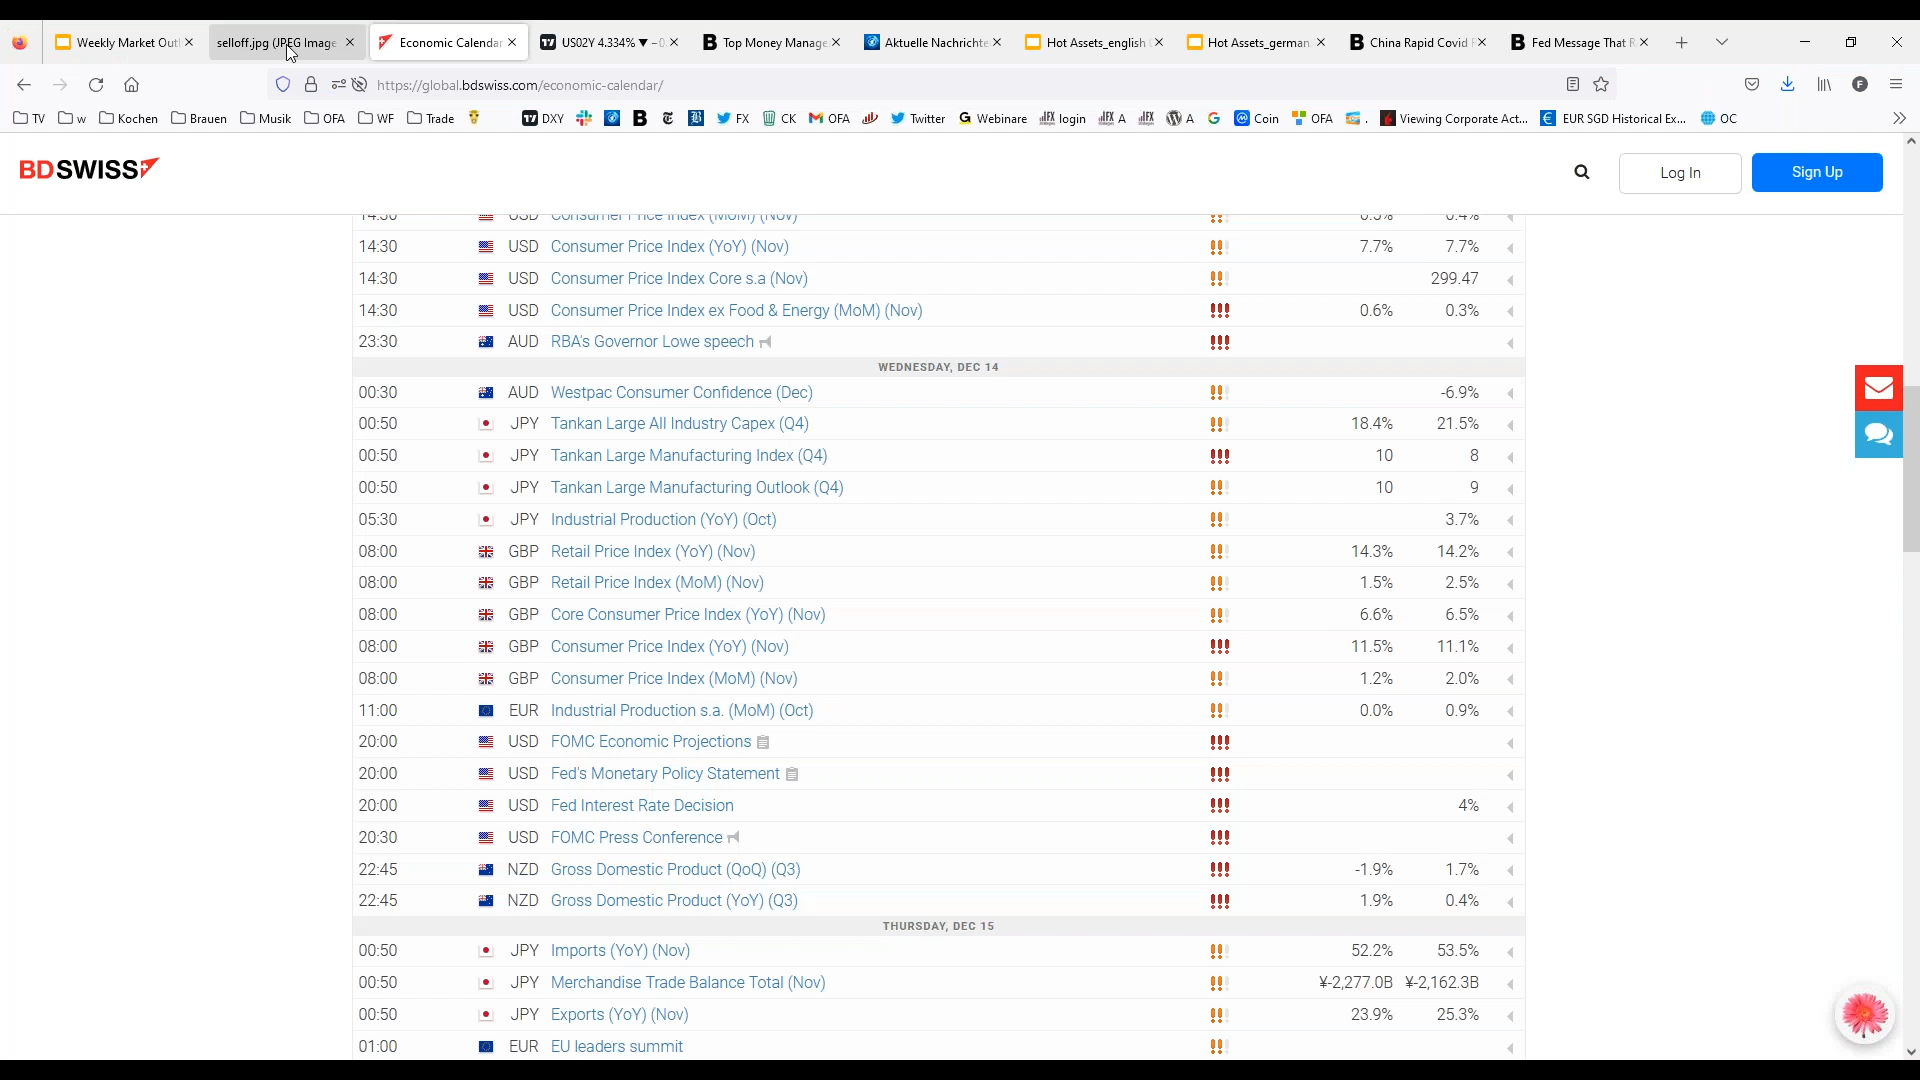 Weekly Market Outl
selloff.jpg (JPEG Image
Economic Calendar
US02Y 4.334% ▼ −0
Top Money Manage
Aktuelle Nachrichte
Hot Assets_english
Hot Assets_german
China Rapid Covid
Fed Message That R
https://global.bdswiss.com/economic-calendar/
TV w Kochen Brauen Musik OFA WF Trade DXY FX CK OFA Twitter Webinare login A A Coin OFA . Viewing Corporate Act... EUR SGD Historical Ex... OC
BDSWISS
Log In
Sign Up
14:30 USD Consumer Price Index (MoM) (Nov) 0.3% 0.4%
14:30 USD Consumer Price Index (YoY) (Nov) 7.7% 7.7%
14:30 USD Consumer Price Index Core s.a (Nov) 299.47
14:30 USD Consumer Price Index ex Food & Energy (MoM) (Nov) 0.6% 0.3%
23:30 AUD RBA's Governor Lowe speech
WEDNESDAY, DEC 14
00:30 AUD Westpac Consumer Confidence (Dec) -6.9%
00:50 JPY Tankan Large All Industry Capex (Q4) 18.4% 21.5%
00:50 JPY Tankan Large Manufacturing Index (Q4) 10 8
00:50 JPY Tankan Large Manufacturing Outlook (Q4) 10 9
05:30 JPY Industrial Production (YoY) (Oct) 3.7%
08:00 GBP Retail Price Index (YoY) (Nov) 14.3% 14.2%
08:00 GBP Retail Price Index (MoM) (Nov) 1.5% 2.5%
08:00 GBP Core Consumer Price Index (YoY) (Nov) 6.6% 6.5%
08:00 GBP Consumer Price Index (YoY) (Nov) 11.5% 11.1%
08:00 GBP Consumer Price Index (MoM) (Nov) 1.2% 2.0%
11:00 EUR Industrial Production s.a. (MoM) (Oct) 0.0% 0.9%
20:00 USD FOMC Economic Projections
20:00 USD Fed's Monetary Policy Statement
20:00 USD Fed Interest Rate Decision 4%
20:30 USD FOMC Press Conference
22:45 NZD Gross Domestic Product (QoQ) (Q3) -1.9% 1.7%
22:45 NZD Gross Domestic Product (YoY) (Q3) 1.9% 0.4%
THURSDAY, DEC 15
00:50 JPY Imports (YoY) (Nov) 52.2% 53.5%
00:50 JPY Merchandise Trade Balance Total (Nov) ¥-2,277.0B ¥-2,162.3B
00:50 JPY Exports (YoY) (Nov) 23.9% 25.3%
01:00 EUR EU leaders summit